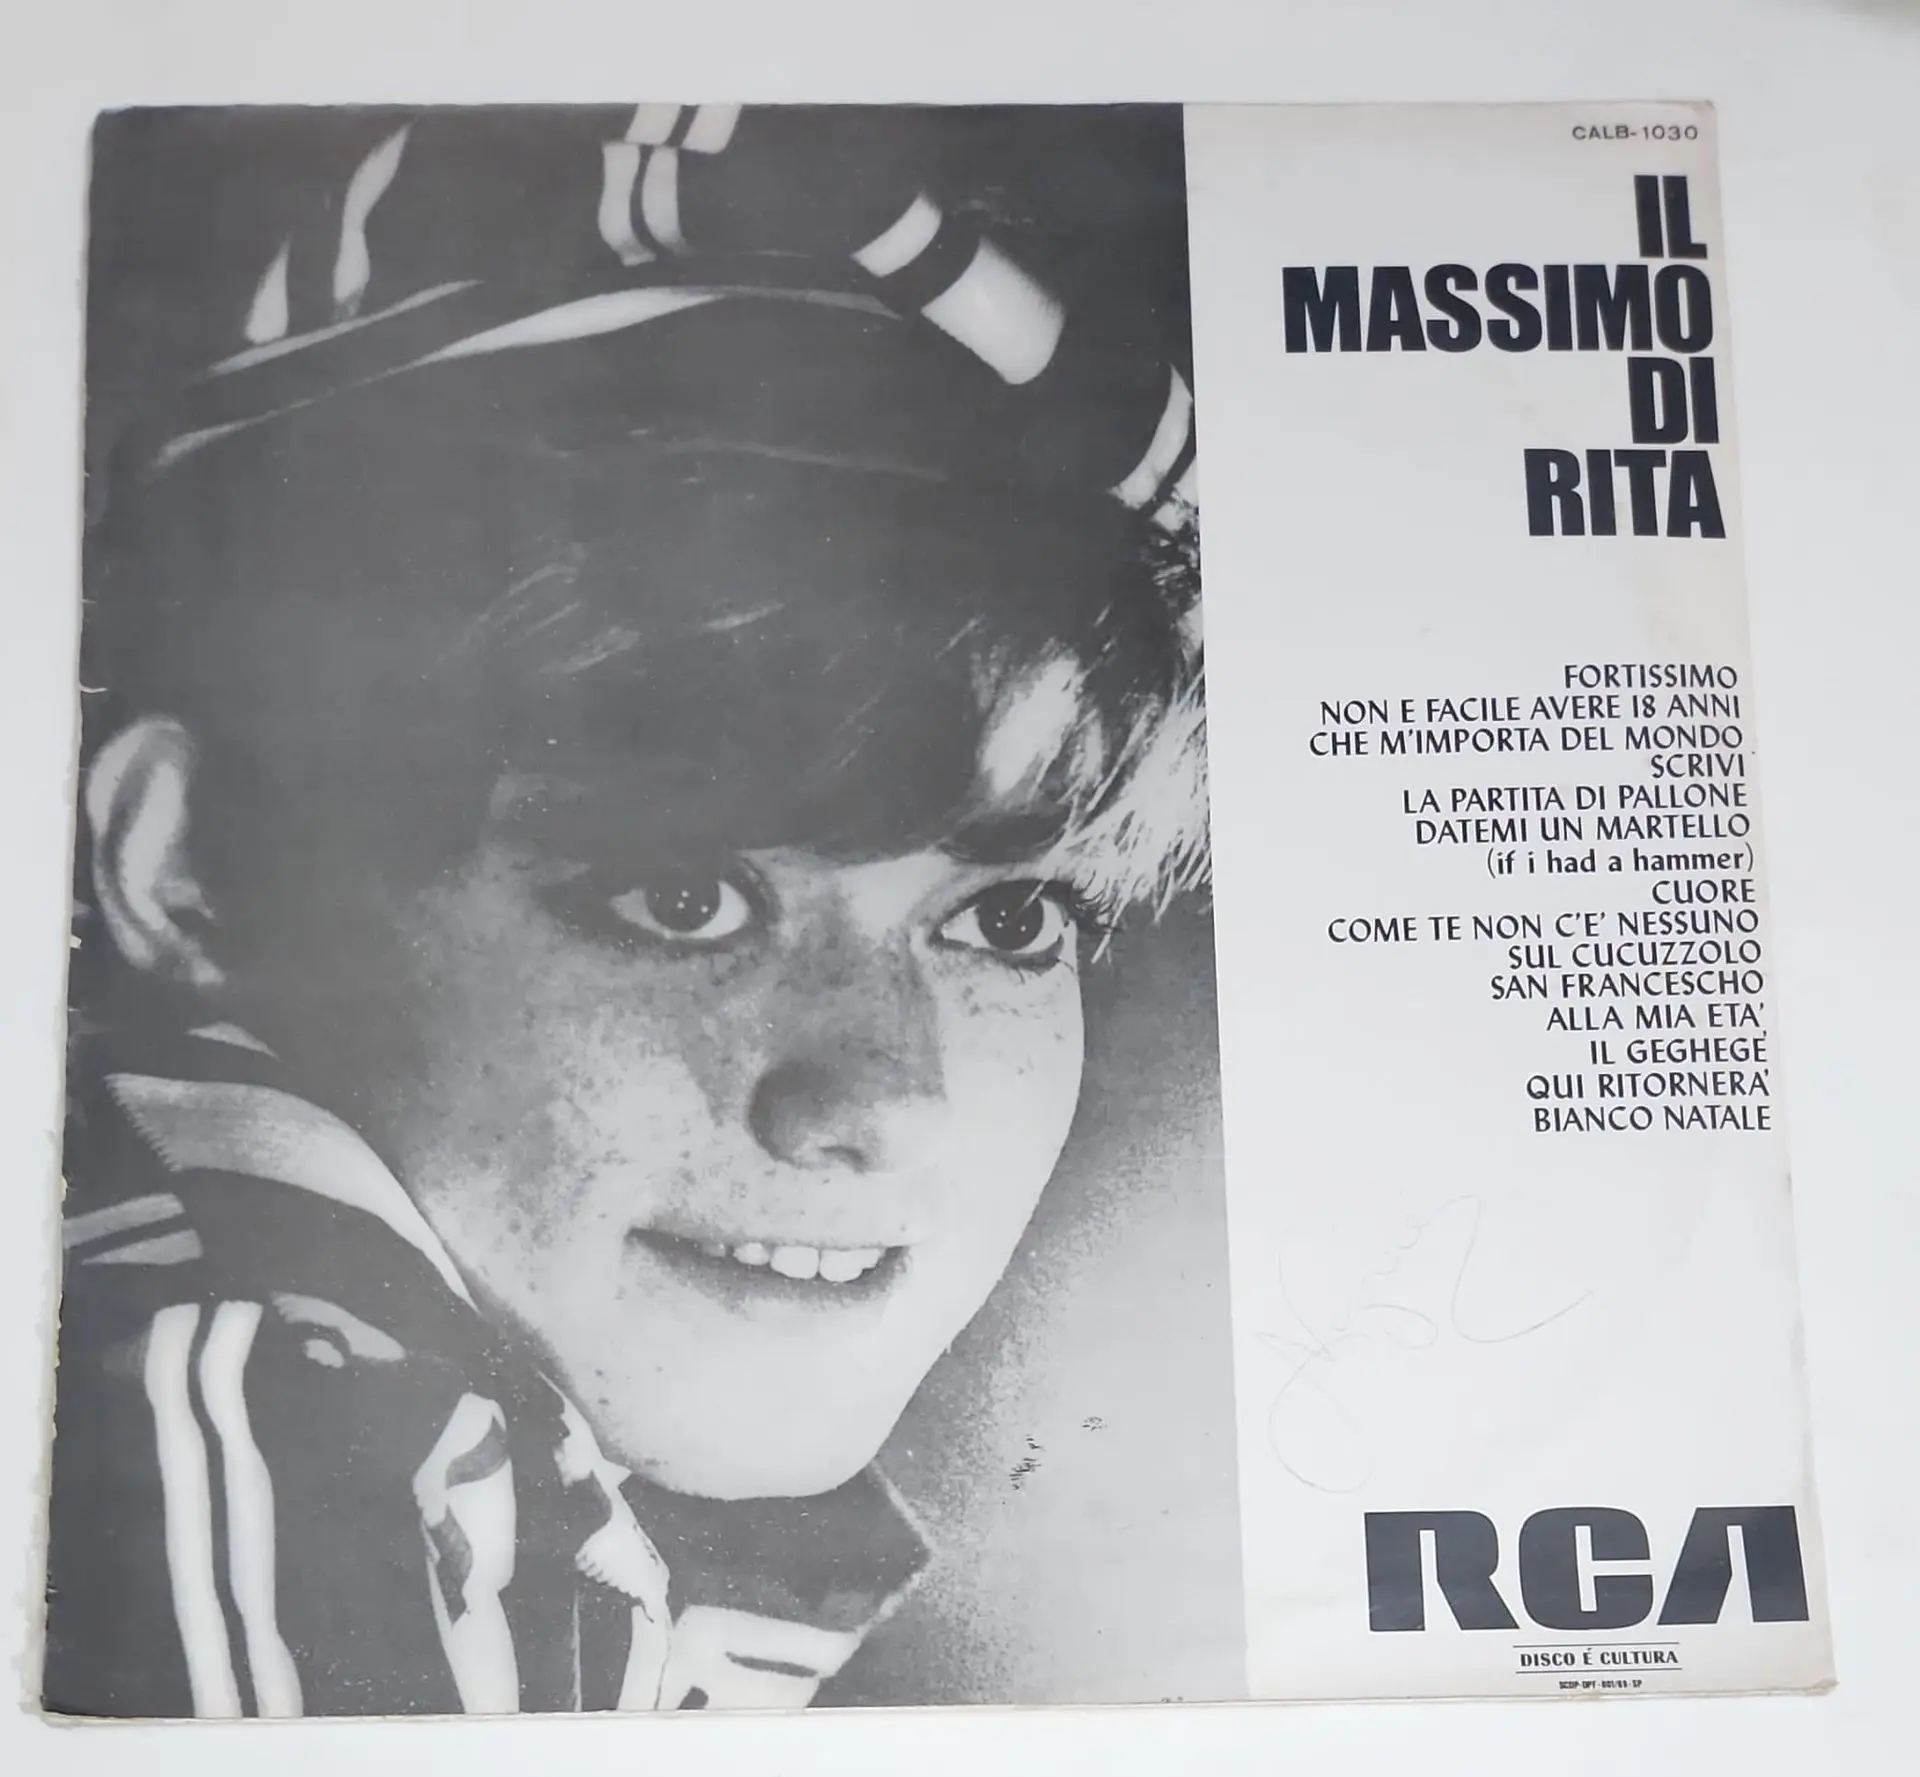 CALB-1030
IL
MASSIMO
DI
RITA
FORTISSIMO
NON E FACILE AVERE 18 ANNI
CHE M'IMPORTA DEL MONDO
SCRIVI
LA PARTITA DI PALLONE
DATEMI UN MARTELLO
(if i had a hammer)
CUORE
COME TE NON C'E' NESSUNO
SUL CUCUZZOLO
SAN FRANCESCHO
ALLA MIA ETA'
IL GEGHEGE'
QUI RITORNERA'
BIANCO NATALE
RCA
DISCO É CULTURA